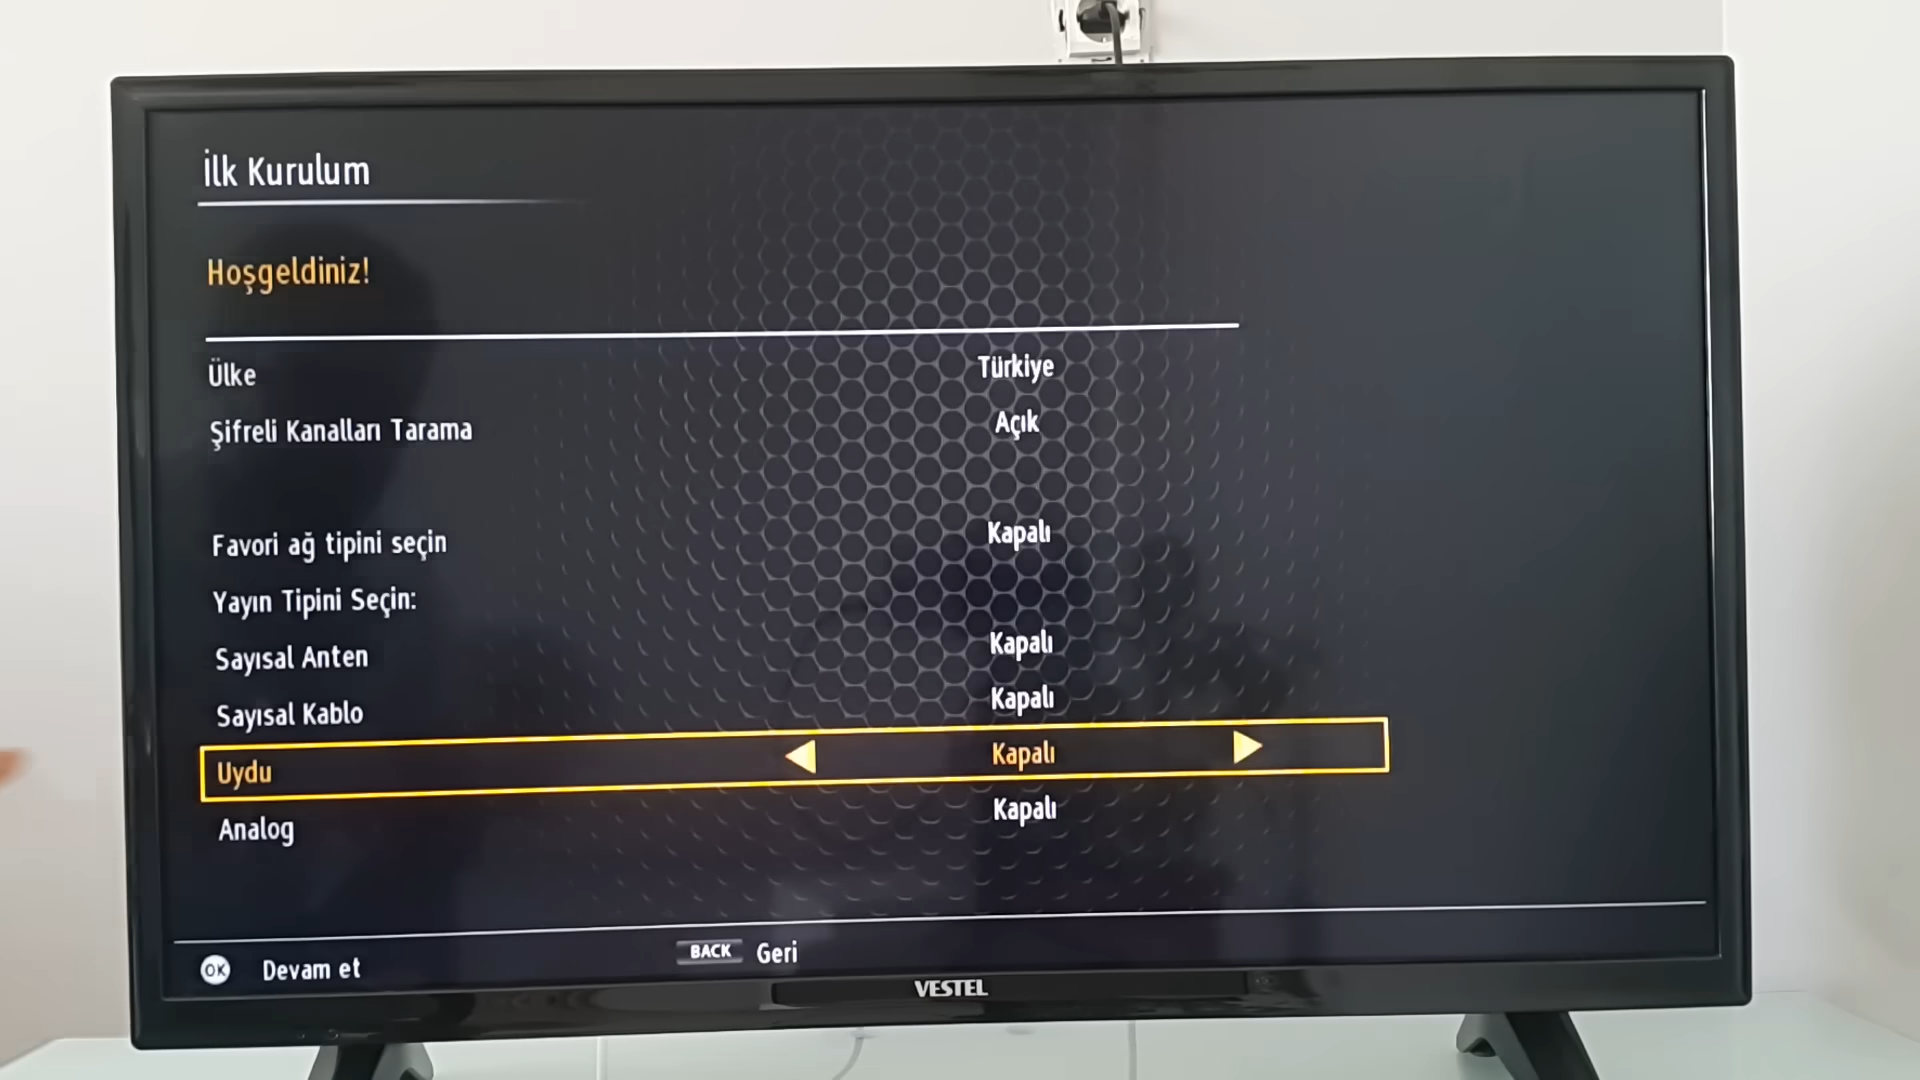 İlk Kurulum
Hoşgeldiniz!
Ülke Türkiye
Şifreli Kanalları Tarama Açık
Favori ağ tipini seçin Kapalı
Yayın Tipini Seçin:
Sayısal Anten Kapalı
Sayısal Kablo Kapalı
Uydu Kapalı
Analog Kapalı
OK Devam et BACK Geri
VESTEL